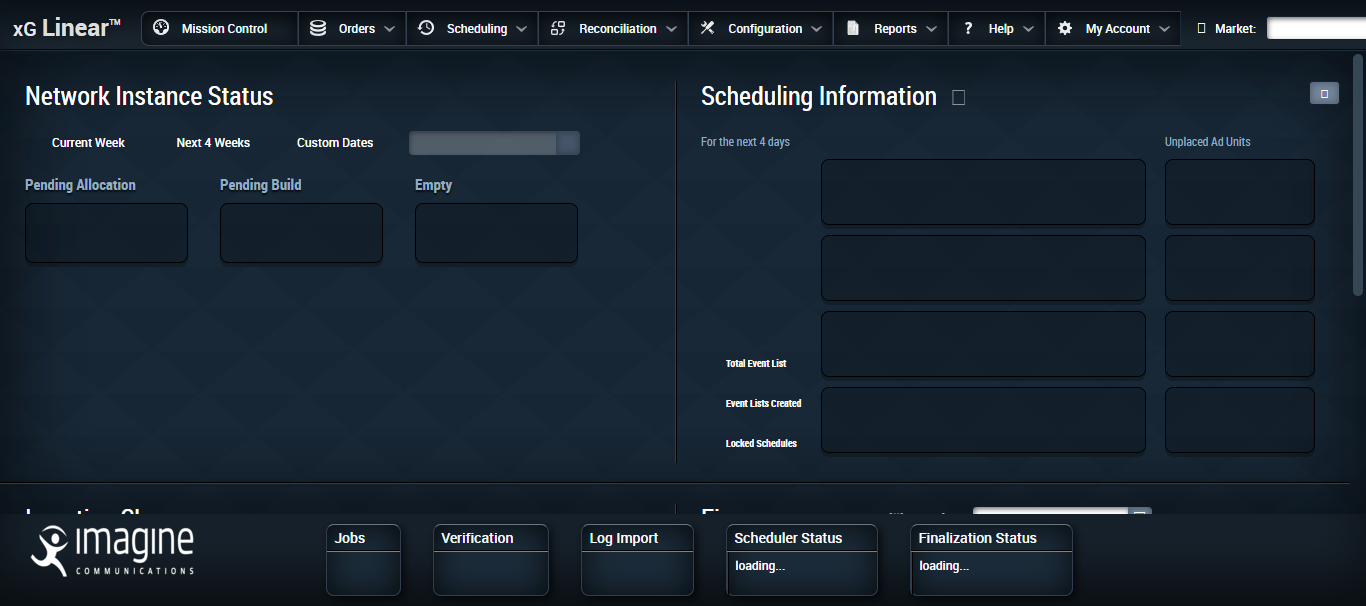 xG Linear™
Mission Control
Orders
Scheduling
Reconciliation
Configuration
Reports
? Help
My Account
Market:
Network Instance Status
Current Week
Next 4 Weeks
Custom Dates
Pending Allocation
Pending Build
Empty
Scheduling Information
For the next 4 days
Unplaced Ad Units
Total Event List
Event Lists Created
Locked Schedules
imagine
COMMUNICATIONS
Jobs
Verification
Log Import
Scheduler Status
loading...
Finalization Status
loading...